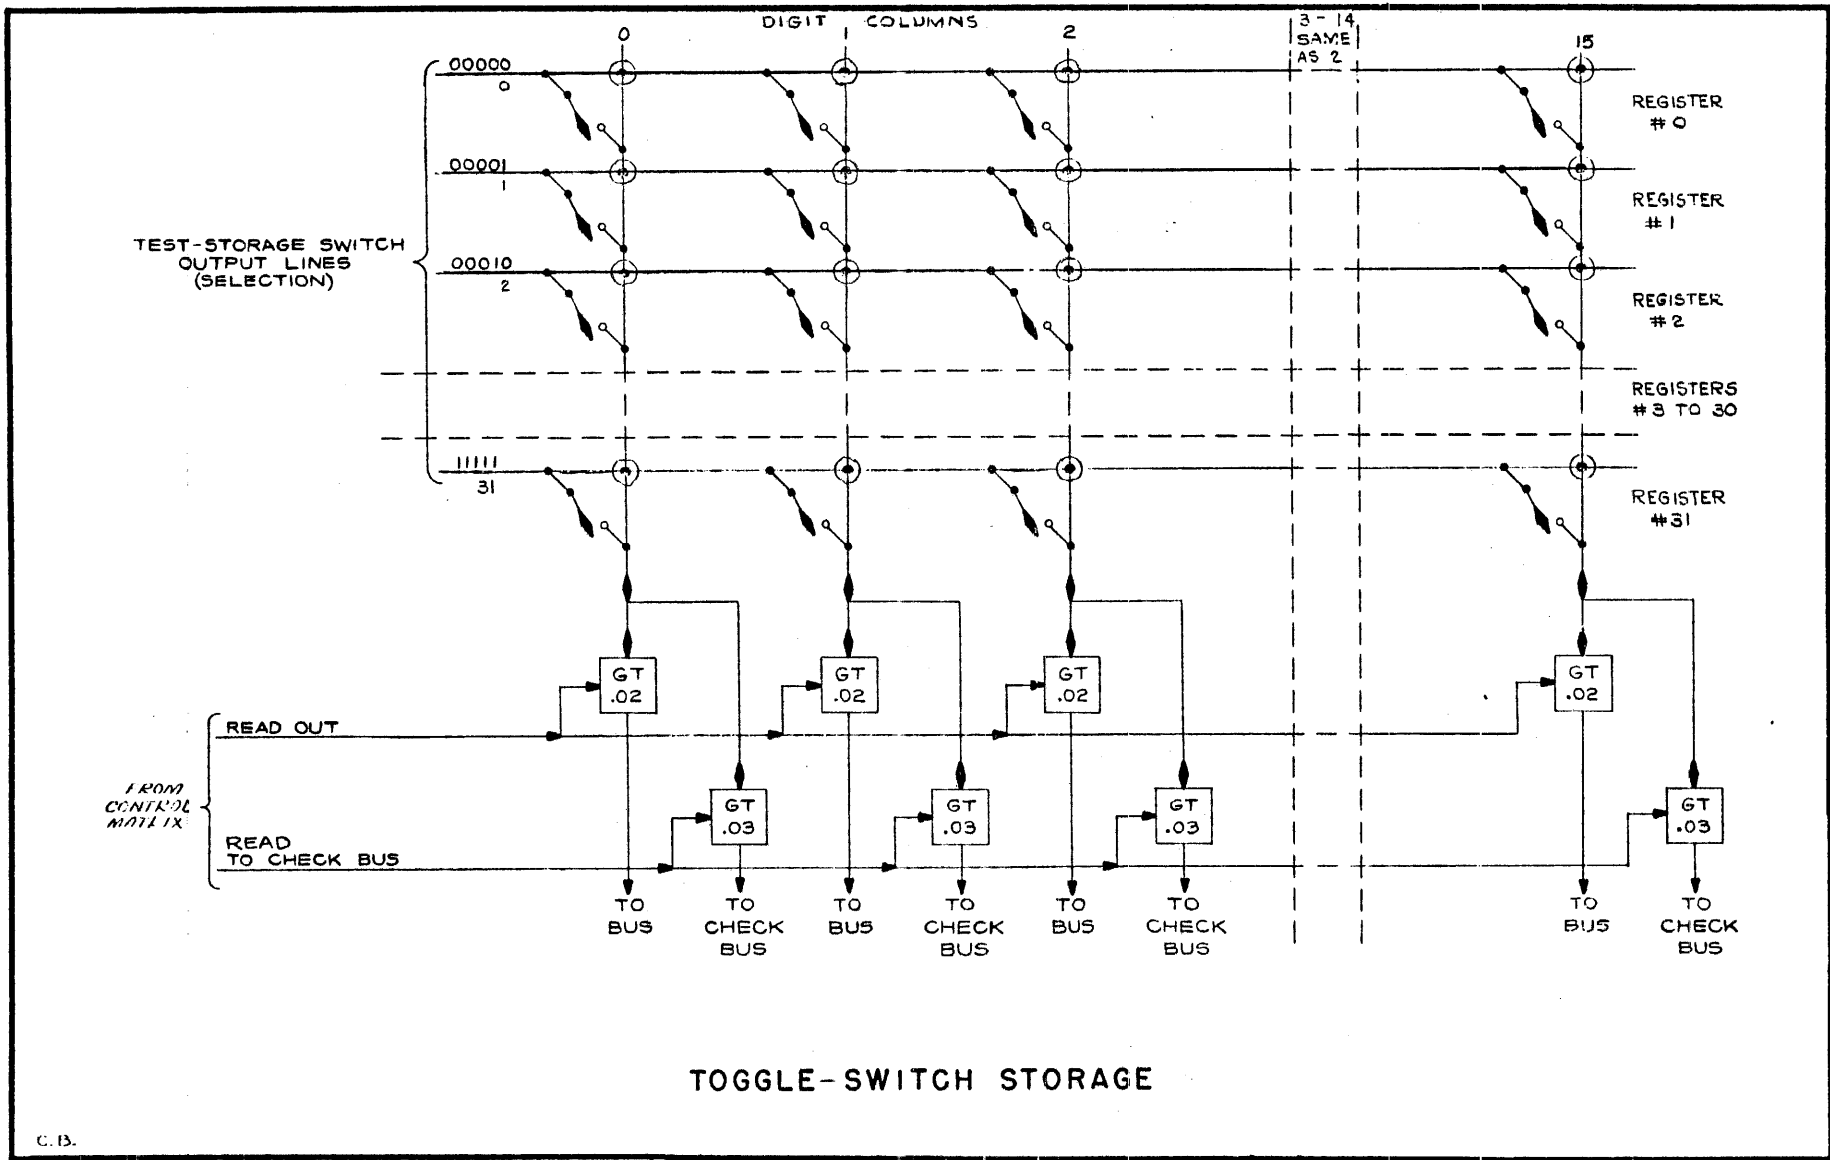 DIGIT COLUMNS
0
1
2
3-14
SAME
AS 2
15
00000
0
REGISTER
#0
00001
1
REGISTER
#1
TEST-STORAGE SWITCH
OUTPUT LINES
(SELECTION)
00010
2
REGISTER
#2
REGISTERS
#3 TO 30
11111
31
REGISTER
#31
GT
.02
GT
.02
GT
.02
GT
.02
READ OUT
FROM
CONTROL
MATRIX
GT
.03
GT
.03
GT
.03
GT
.03
READ
TO CHECK BUS
TO
BUS
TO
CHECK
BUS
TO
BUS
TO
CHECK
BUS
TO
BUS
TO
CHECK
BUS
TO
BUS
TO
CHECK
BUS
TOGGLE-SWITCH STORAGE
C.B.